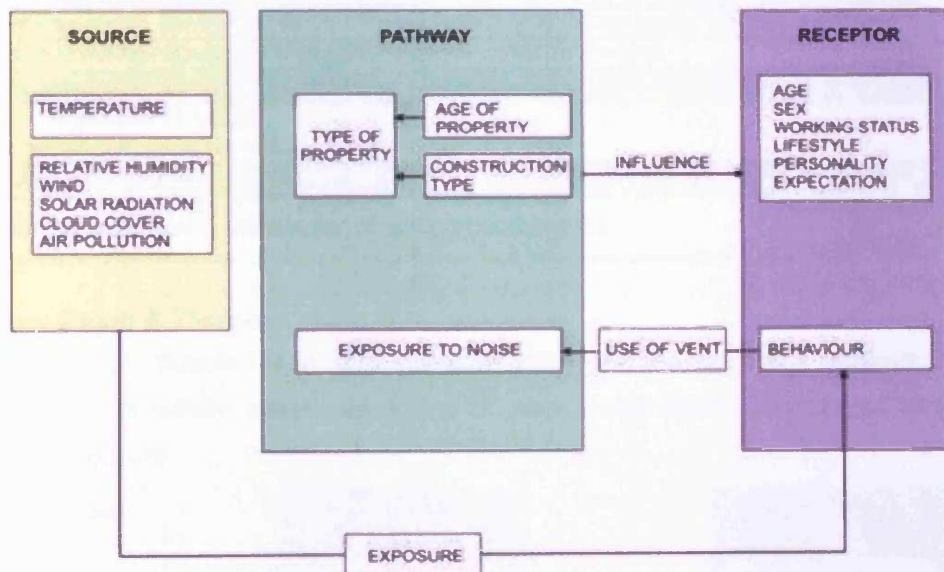 SOURCE
TEMPERATURE
RELATIVE HUMIDITY
WIND
SOLAR RADIATION
CLOUD COVER
AIR POLLUTION
PATHWAY
TYPE OF
PROPERTY
AGE OF
PROPERTY
CONSTRUCTION
TYPE
EXPOSURE TO NOISE
INFLUENCE
USE OF VENT
RECEPTOR
AGE
SEX
WORKING STATUS
LIFESTYLE
PERSONALITY
EXPECTATION
BEHAVIOUR
EXPOSURE